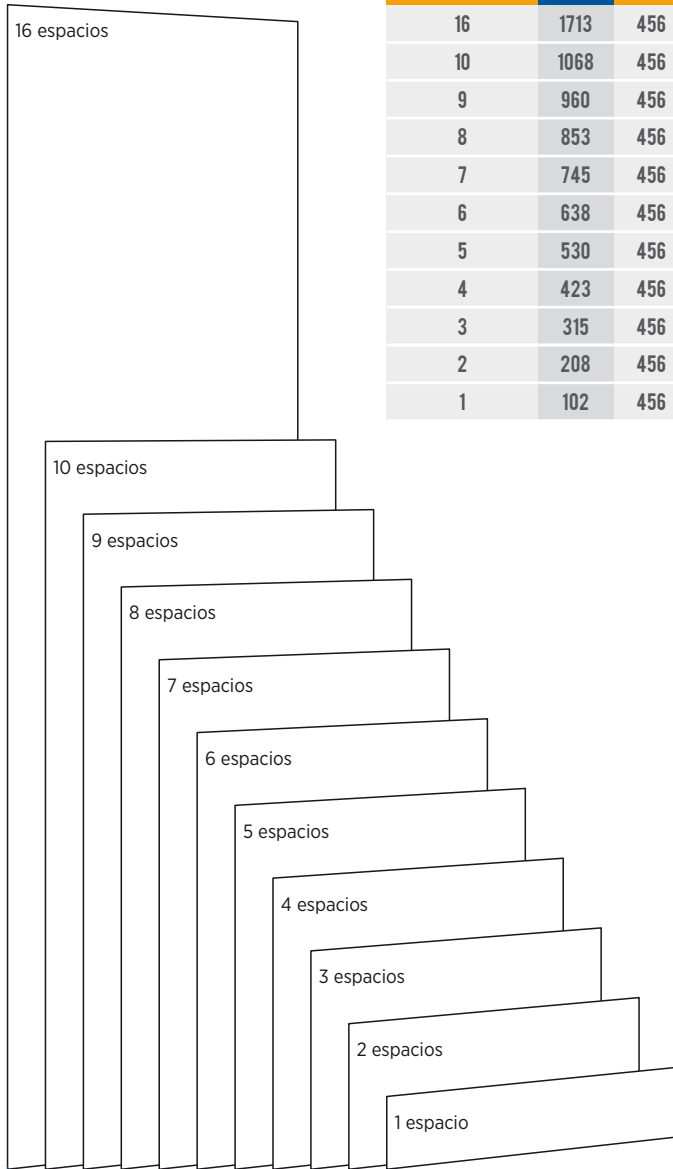 16 espacios
10 espacios
9 espacios
8 espacios
7 espacios
6 espacios
5 espacios
4 espacios
3 espacios
2 espacios
1 espacio
16 1713 456
10 1068 456
9 960 456
8 853 456
7 745 456
6 638 456
5 530 456
4 423 456
3 315 456
2 208 456
1 102 456